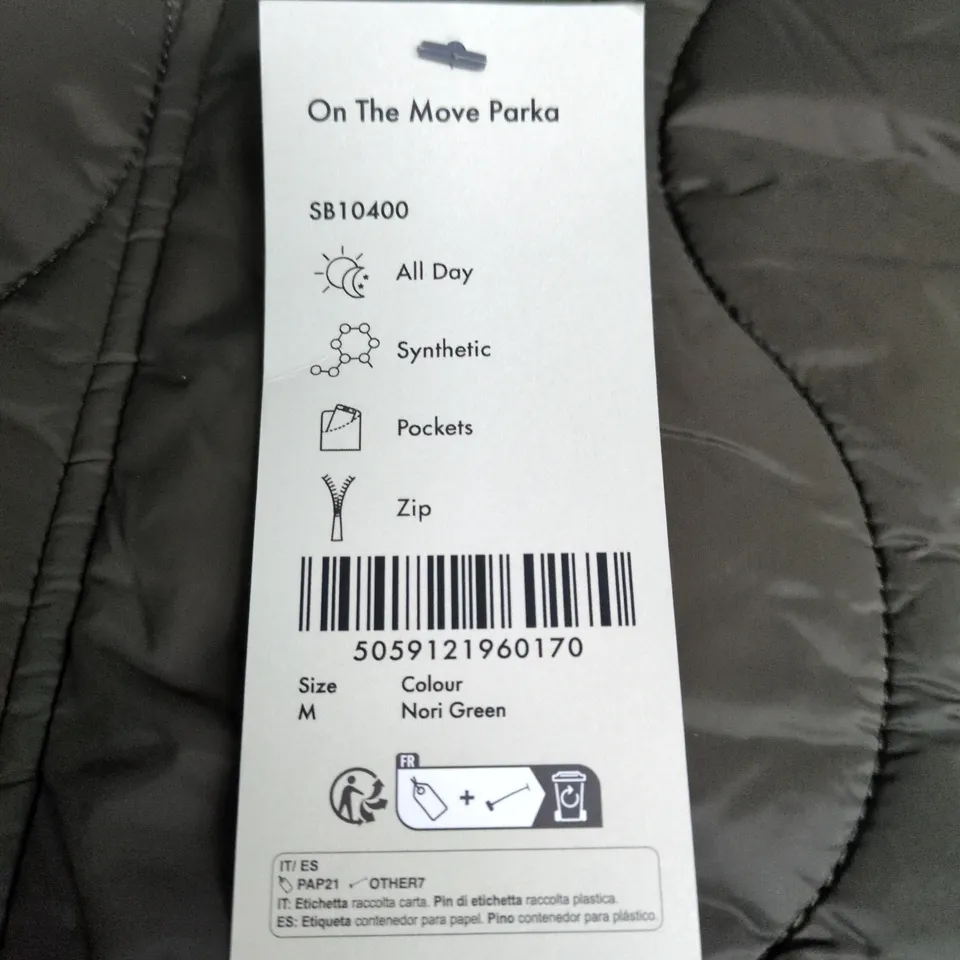 On The Move Parka
SB10400
All Day
Synthetic
Pockets
Zip
5059121960170
Size Colour
M Nori Green
FR
+
IT/ ES
PAP21 OTHER7
IT: Etichetta raccolta carta. Pin di etichetta raccolta plastica.
ES: Etiqueta contenedor para papel. Pino contenedor para plástico.